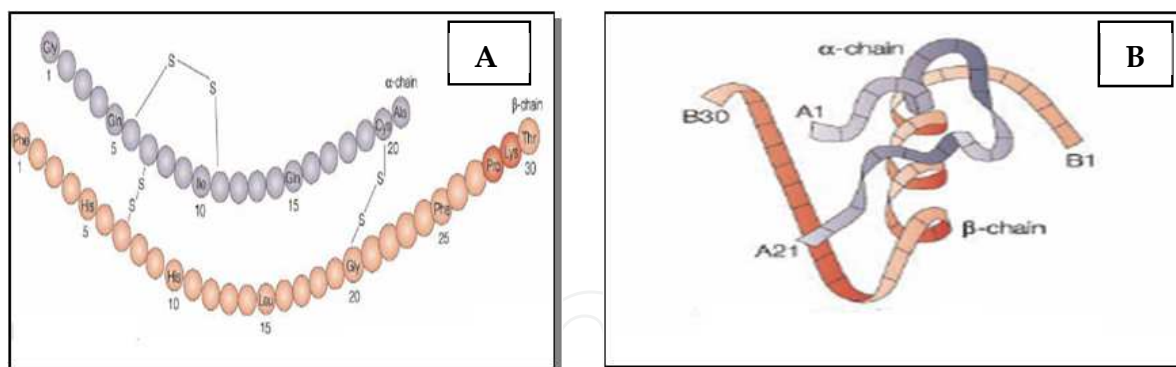 A
Gly
1
S
S
α-chain
Gln
5
Cys
20
Ala
β-chain
Phe
1
Thr
30
Lys
Pro
S
S
Ile
10
Gln
15
S
S
His
5
Phe
25
Gly
20
His
10
Leu
15
B
α-chain
B30
A1
B1
A21
β-chain